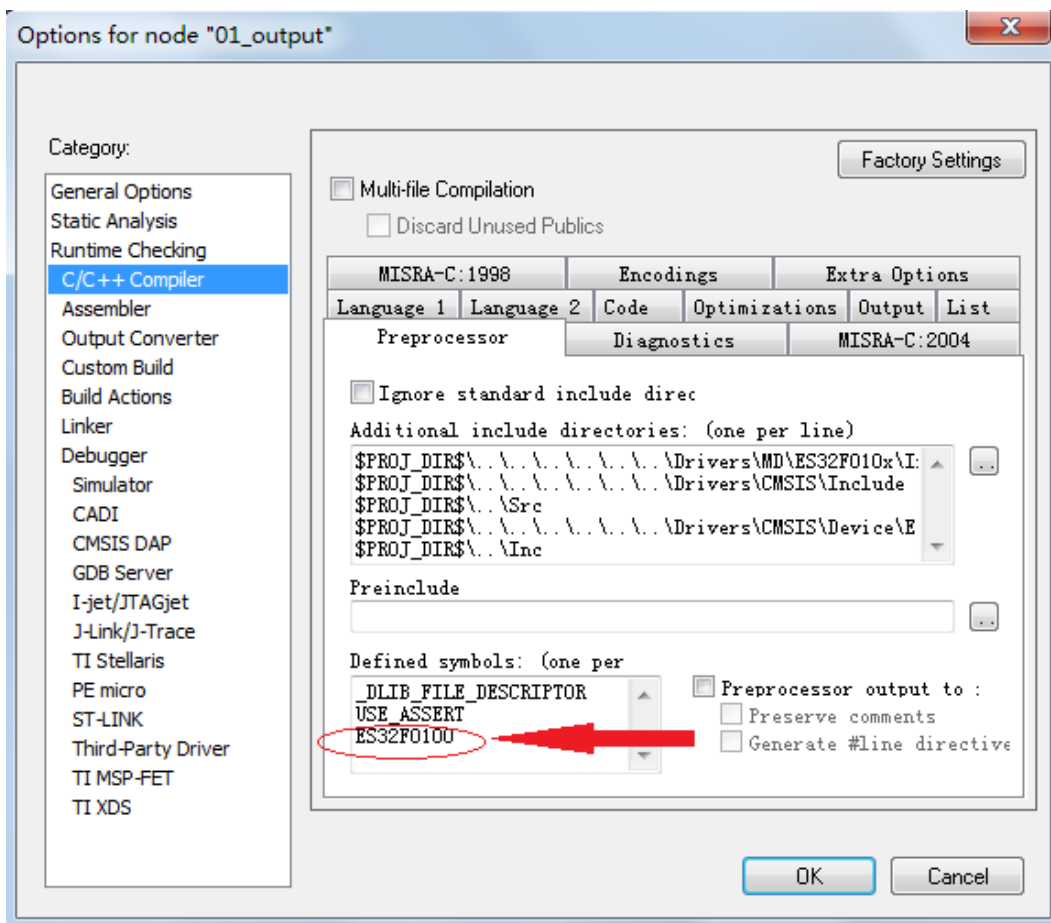 Options for node "01_output"
X
Category:
General Options
Static Analysis
Runtime Checking
C/C++ Compiler
Assembler
Output Converter
Custom Build
Build Actions
Linker
Debugger
Simulator
CADI
CMSIS DAP
GDB Server
I-jet/JTAGjet
J-Link/J-Trace
TI Stellaris
PE micro
ST-LINK
Third-Party Driver
TI MSP-FET
TI XDS
Factory Settings
Multi-file Compilation
Discard Unused Publics
MISRA-C:1998 Encodings Extra Options
Language 1 Language 2 Code Optimizations Output List
Preprocessor Diagnostics MISRA-C:2004
Ignore standard include direc
Additional include directories: (one per line)
$PROJ_DIR$\..\..\..\..\..\..\Drivers\MD\ES32F010x\I:
$PROJ_DIR$\..\..\..\..\..\..\Drivers\CMSIS\Include
$PROJ_DIR$\..\Src
$PROJ_DIR$\..\..\..\..\..\..\Drivers\CMSIS\Device\E
$PROJ_DIR$\..\Inc
..
Preinclude
..
Defined symbols: (one per
_DLIB_FILE_DESCRIPTOR
USE_ASSERT
ES32F010U
Preprocessor output to :
Preserve comments
Generate #line directive
OK Cancel